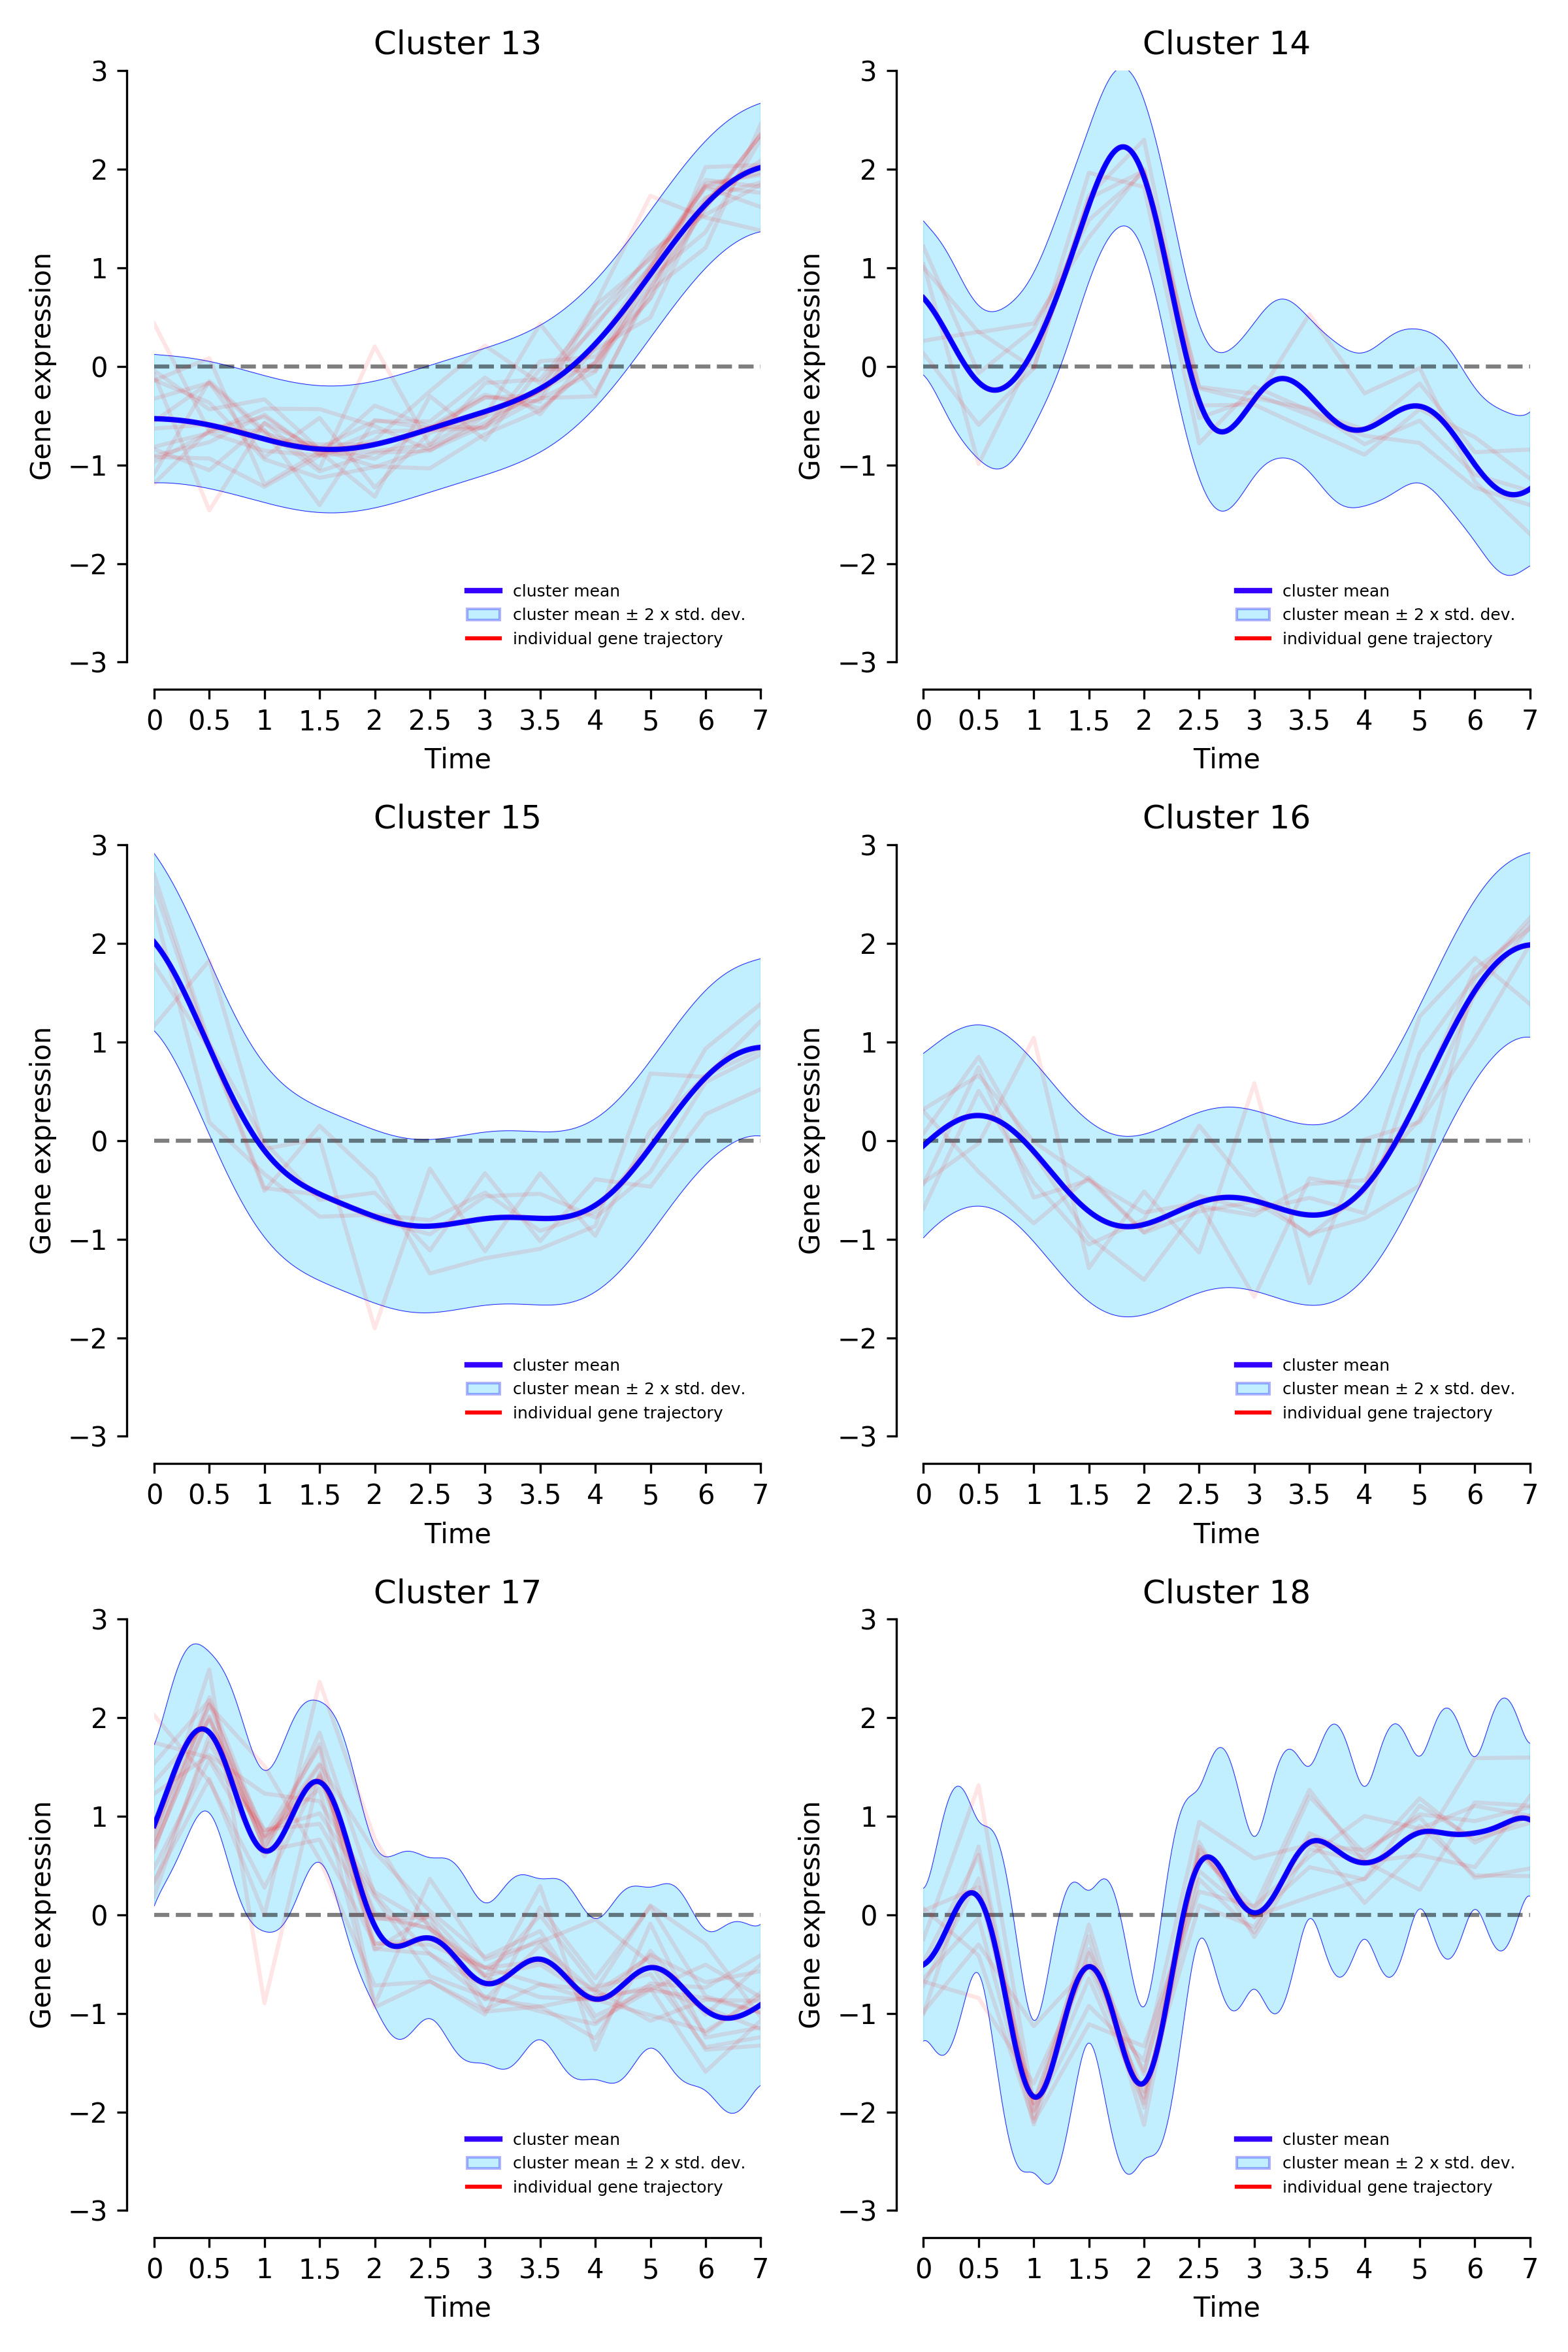 Cluster 13
Gene expression
3
2
1
0
−1
−2
−3
cluster mean
cluster mean ± 2 x std. dev.
individual gene trajectory
0 0.5 1 1.5 2 2.5 3 3.5 4 5 6 7
Time
Cluster 14
Gene expression
3
2
1
0
−1
−2
−3
cluster mean
cluster mean ± 2 x std. dev.
individual gene trajectory
0 0.5 1 1.5 2 2.5 3 3.5 4 5 6 7
Time
Cluster 15
Gene expression
3
2
1
0
−1
−2
−3
cluster mean
cluster mean ± 2 x std. dev.
individual gene trajectory
0 0.5 1 1.5 2 2.5 3 3.5 4 5 6 7
Time
Cluster 16
Gene expression
3
2
1
0
−1
−2
−3
cluster mean
cluster mean ± 2 x std. dev.
individual gene trajectory
0 0.5 1 1.5 2 2.5 3 3.5 4 5 6 7
Time
Cluster 17
Gene expression
3
2
1
0
−1
−2
−3
cluster mean
cluster mean ± 2 x std. dev.
individual gene trajectory
0 0.5 1 1.5 2 2.5 3 3.5 4 5 6 7
Time
Cluster 18
Gene expression
3
2
1
0
−1
−2
−3
cluster mean
cluster mean ± 2 x std. dev.
individual gene trajectory
0 0.5 1 1.5 2 2.5 3 3.5 4 5 6 7
Time